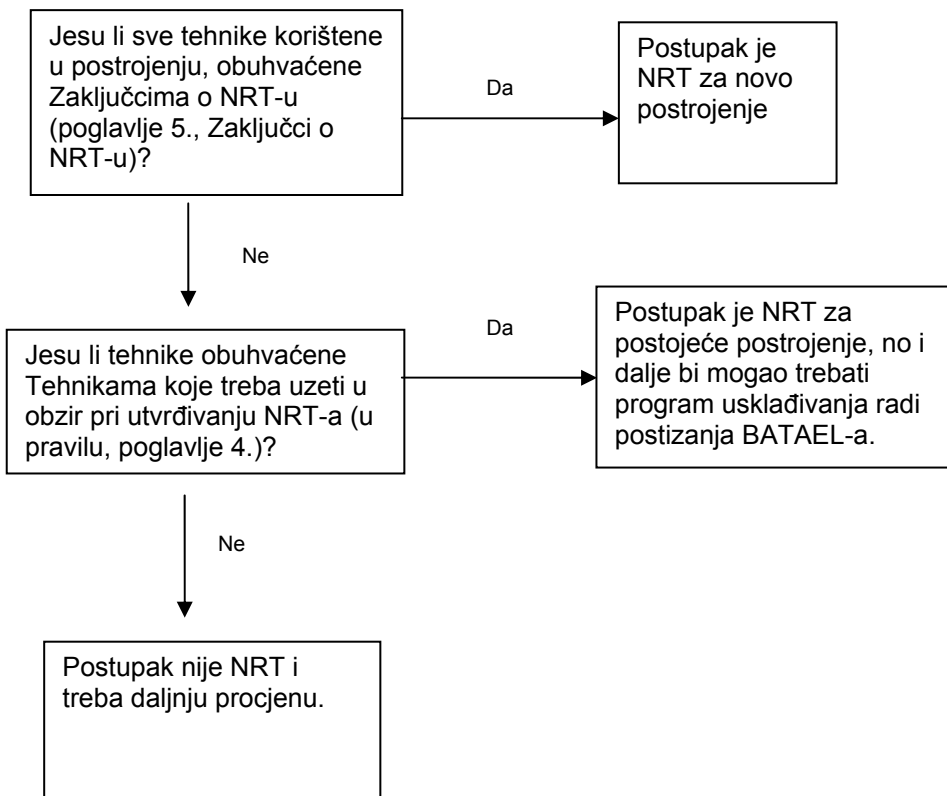 Jesu li sve tehnike korištene
u postrojenju, obuhvaćene
Zaključcima o NRT-u
(poglavlje 5., Zaključci o
NRT-u)?
Da
Postupak je
NRT za novo
postrojenje
Ne
Jesu li tehnike obuhvaćene
Tehnikama koje treba uzeti u
obzir pri utvrđivanju NRT-a (u
pravilu, poglavlje 4.)?
Da
Postupak je NRT za
postojeće postrojenje, no i
dalje bi mogao trebati
program usklađivanja radi
postizanja BATAEL-a.
Ne
Postupak nije NRT i
treba daljnju procjenu.